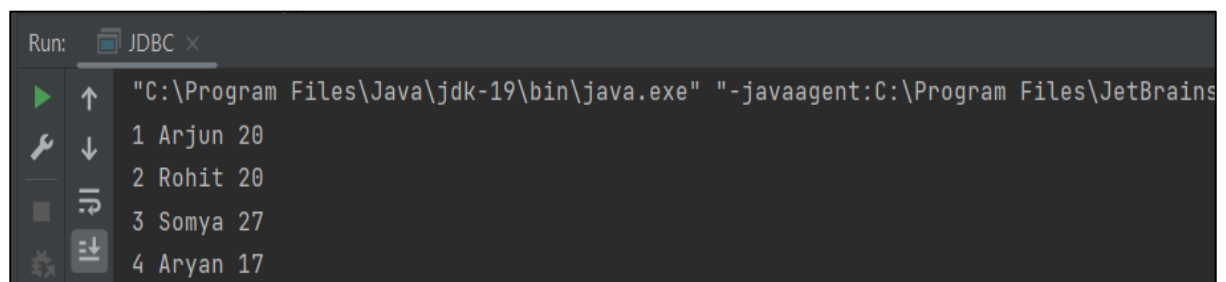 Run: JDBC
"C:\Program Files\Java\jdk-19\bin\java.exe" "-javaagent:C:\Program Files\JetBrains
1 Arjun 20
2 Rohit 20
3 Somya 27
4 Aryan 17